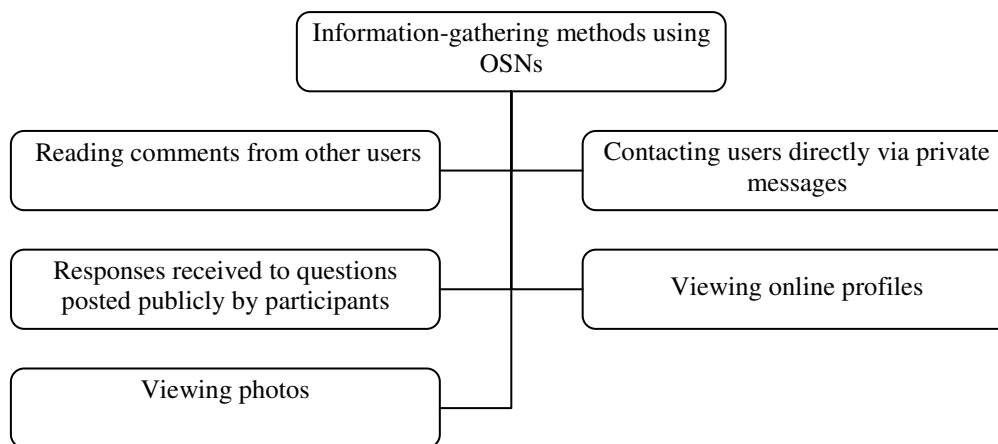 Information-gathering methods using
OSNs
Reading comments from other users
Contacting users directly via private
messages
Responses received to questions
posted publicly by participants
Viewing online profiles
Viewing photos